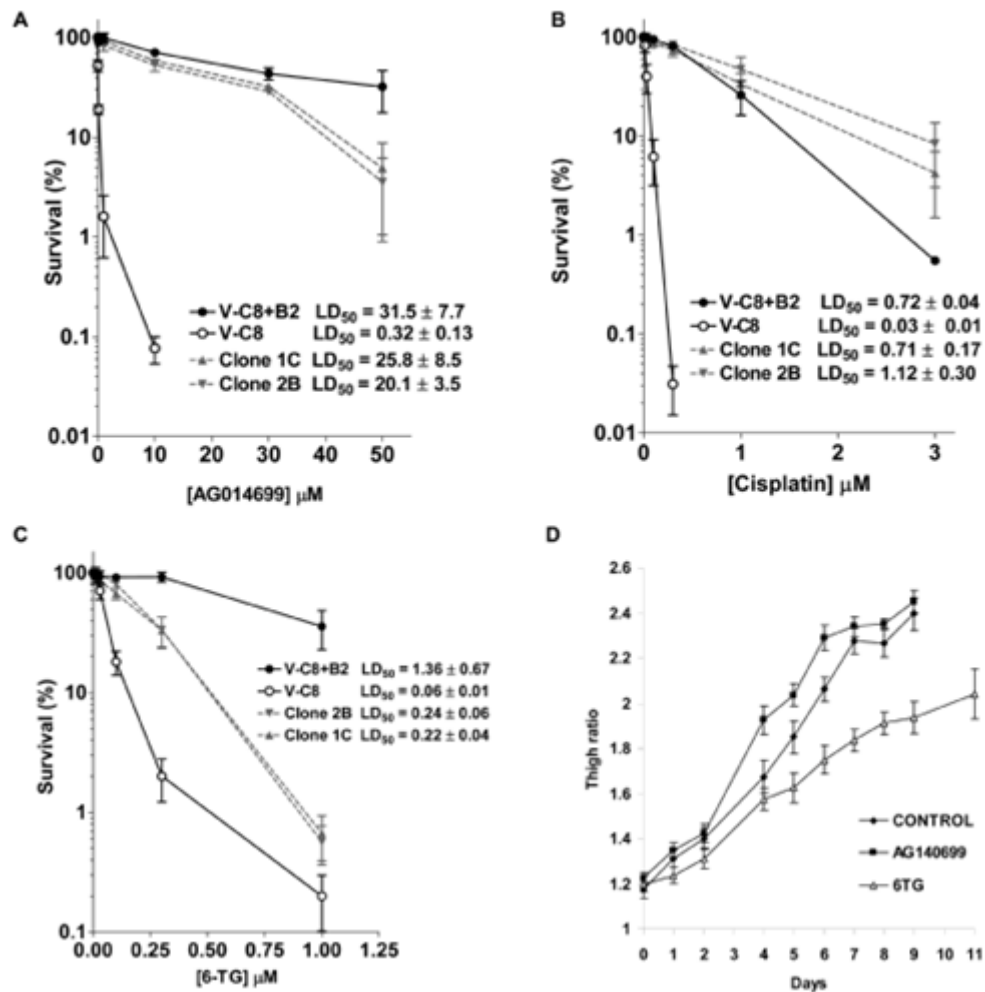 A
100
10
1
0.1
0.01
Survival (%)
V-C8+B2 LD50 = 31.5 ± 7.7
V-C8 LD50 = 0.32 ± 0.13
Clone 1C LD50 = 25.8 ± 8.5
Clone 2B LD50 = 20.1 ± 3.5
0 10 20 30 40 50
[AG014699] μM
B
100
10
1
0.1
0.01
Survival (%)
V-C8+B2 LD50 = 0.72 ± 0.04
V-C8 LD50 = 0.03 ± 0.01
Clone 1C LD50 = 0.71 ± 0.17
Clone 2B LD50 = 1.12 ± 0.30
0 1 2 3
[Cisplatin] μM
C
100
10
1
0.1
Survival (%)
V-C8+B2 LD50 = 1.36 ± 0.67
V-C8 LD50 = 0.06 ± 0.01
Clone 2B LD50 = 0.24 ± 0.06
Clone 1C LD50 = 0.22 ± 0.04
0.00 0.25 0.50 0.75 1.00 1.25
[6-TG] μM
D
2.6
2.4
2.2
2
1.8
1.6
1.4
1.2
1
Thigh ratio
CONTROL
AG140699
6TG
0 1 2 3 4 5 6 7 8 9 10 11
Days